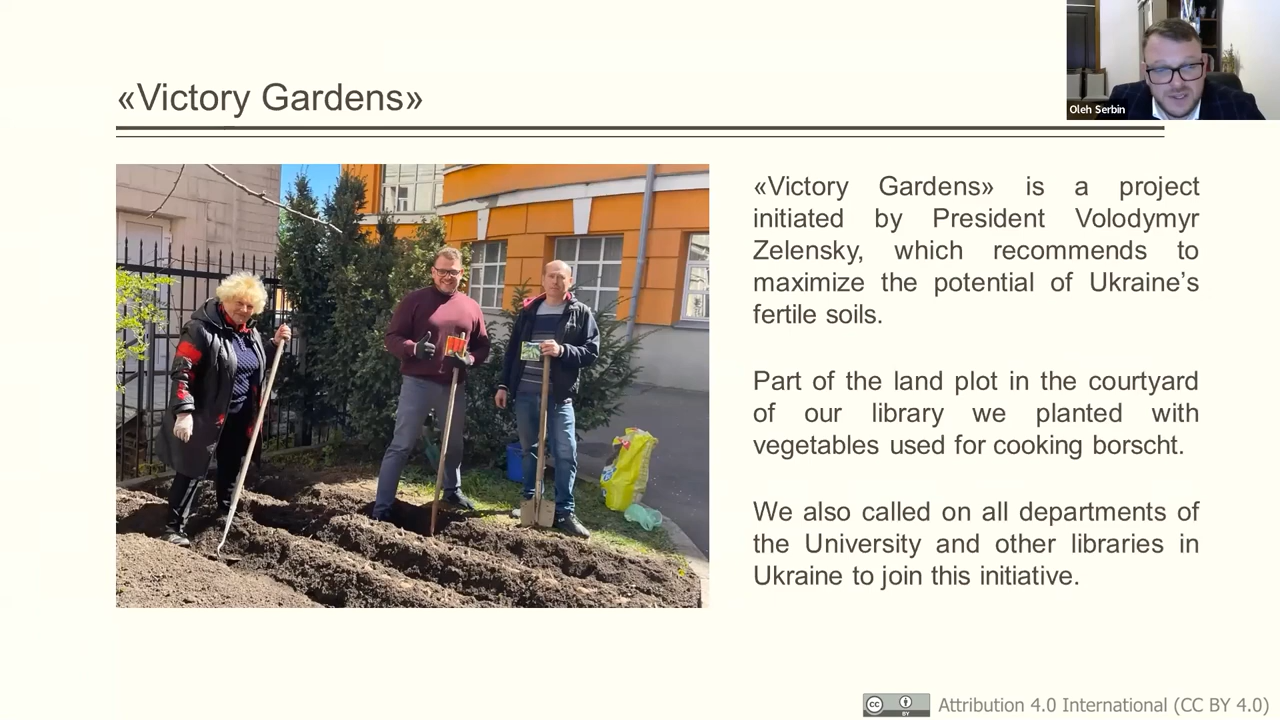 «Victory Gardens»
Oleh Serbin
«Victory Gardens» is a project
initiated by President Volodymyr
Zelensky, which recommends to
maximize the potential of Ukraine’s
fertile soils.
Part of the land plot in the courtyard
of our library we planted with
vegetables used for cooking borscht.
We also called on all departments of
the University and other libraries in
Ukraine to join this initiative.
cc
BY
Attribution 4.0 International (CC BY 4.0)